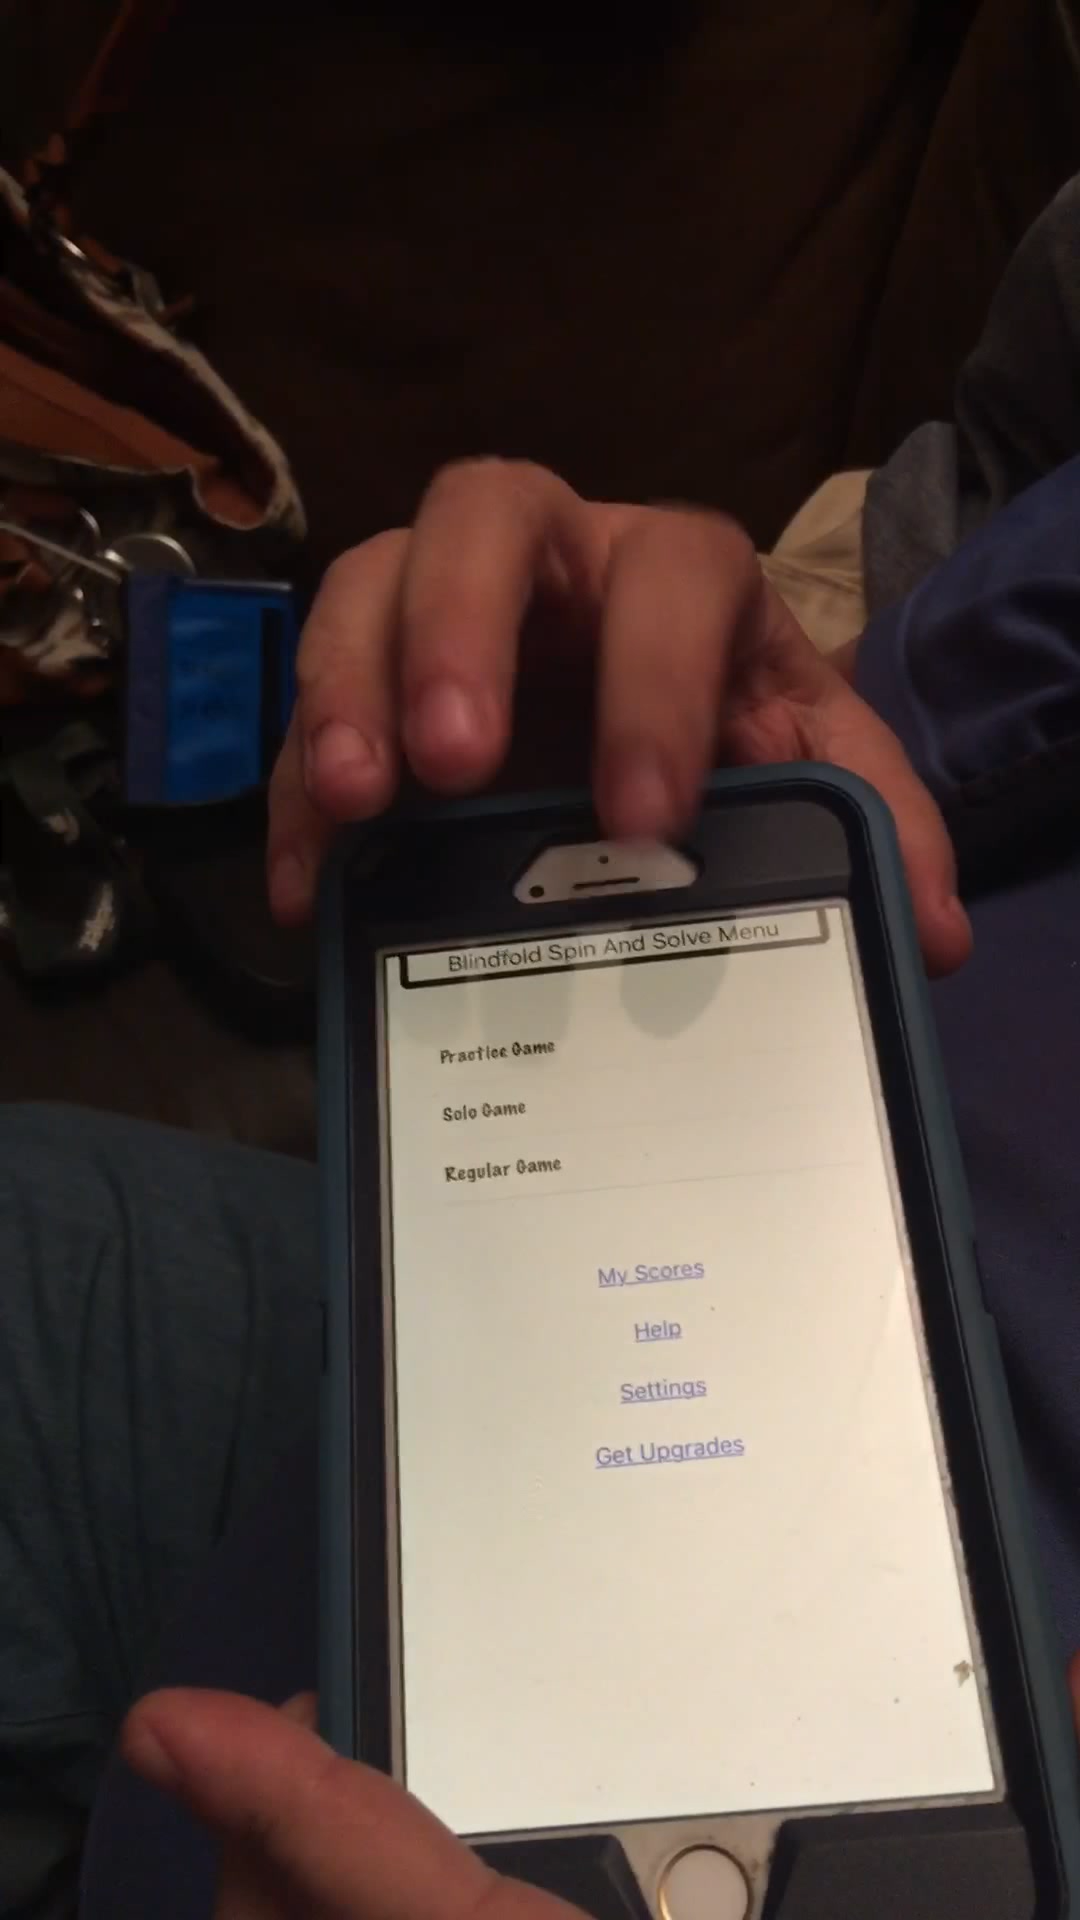 Blindfold Spin And Solve Menu
Practice Game
Solo Game
Regular Game
My Scores
Help
Settings
Get Upgrades